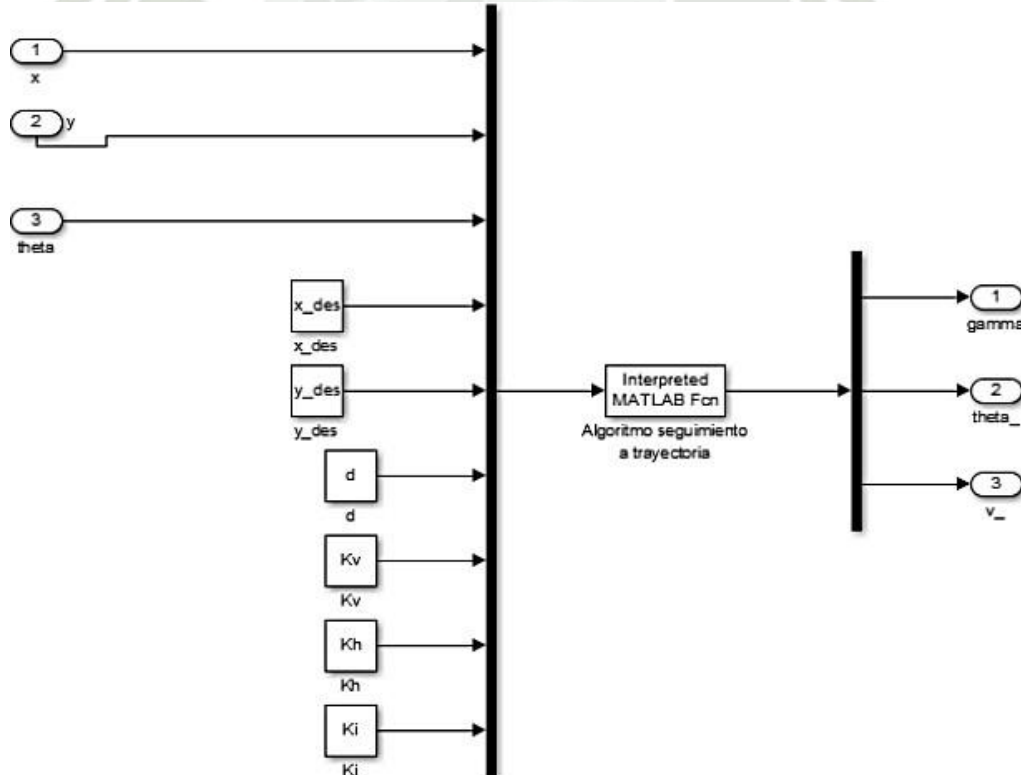 1
x
2
y
3
theta
x_des
x_des
y_des
y_des
d
d
Kv
Kv
Kh
Kh
Ki
Ki
Interpreted
MATLAB Fcn
Algoritmo seguimiento
a trayectoria
1
gamma
2
theta_
3
v_